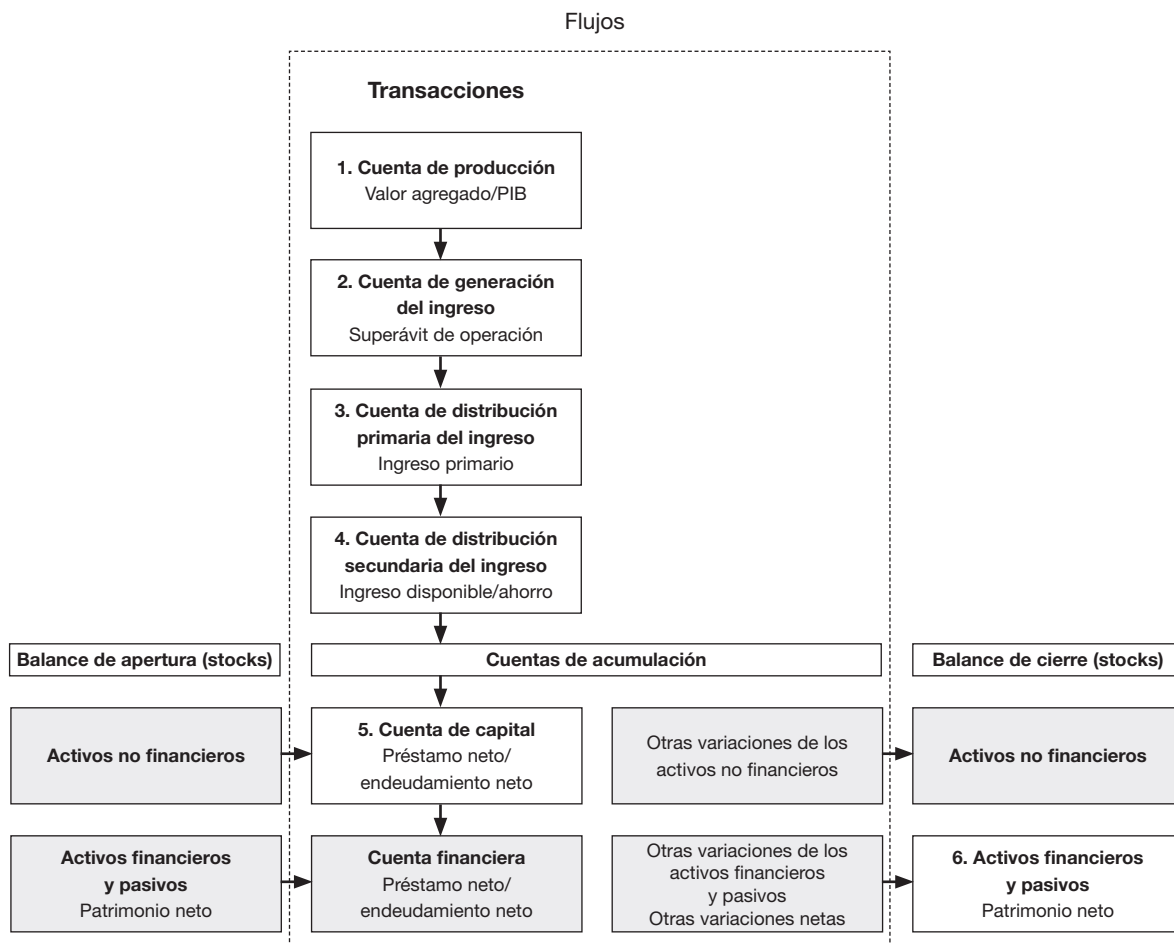 Flujos
Transacciones
1. Cuenta de producción
Valor agregado/PIB
2. Cuenta de generación
del ingreso
Superávit de operación
3. Cuenta de distribución
primaria del ingreso
Ingreso primario
4. Cuenta de distribución
secundaria del ingreso
Ingreso disponible/ahorro
Balance de apertura (stocks)
Cuentas de acumulación
Balance de cierre (stocks)
Activos no financieros
5. Cuenta de capital
Préstamo neto/
endeudamiento neto
Otras variaciones de los
activos no financieros
Activos no financieros
Activos financieros
y pasivos
Patrimonio neto
Cuenta financiera
Préstamo neto/
endeudamiento neto
Otras variaciones de los
activos financieros
y pasivos
Otras variaciones netas
6. Activos financieros
y pasivos
Patrimonio neto